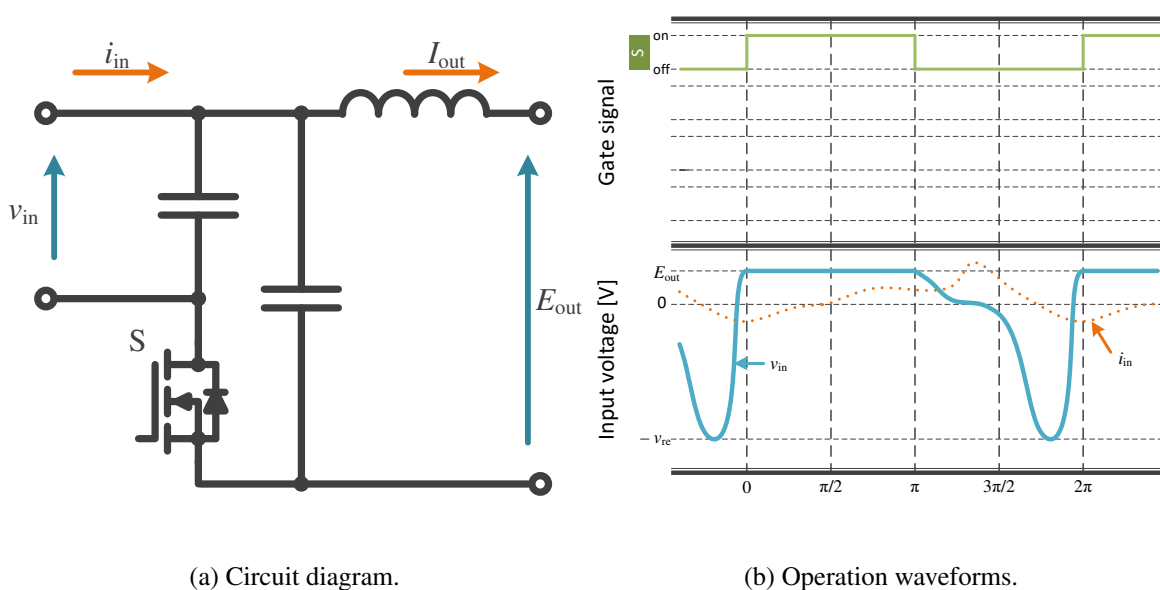 i_in
I_out
v_in
S
E_out
(a) Circuit diagram.
S
on
off
Gate signal
Input voltage [V]
E_out
0
−v_re
v_in
i_in
0 π/2 π 3π/2 2π
(b) Operation waveforms.